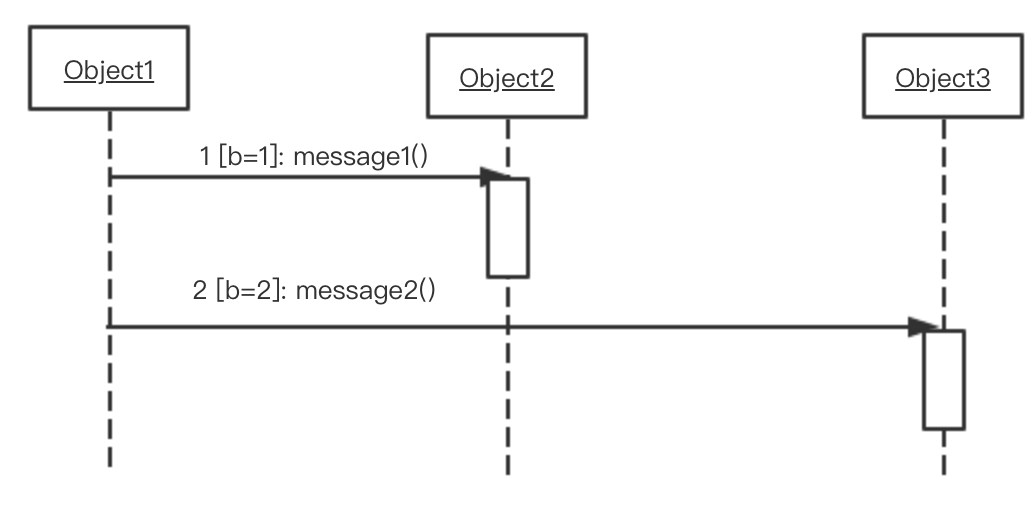 Object1
Object2
Object3
1 [b=1]: message1()
2 [b=2]: message2()